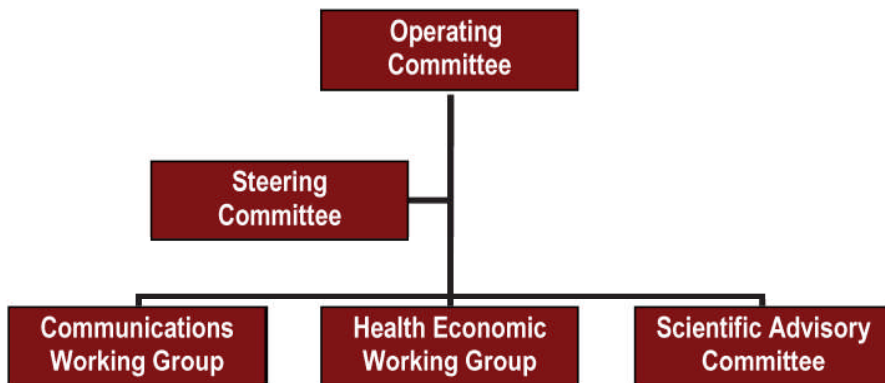 Operating
Committee
Steering
Committee
Communications
Working Group
Health Economic
Working Group
Scientific Advisory
Committee